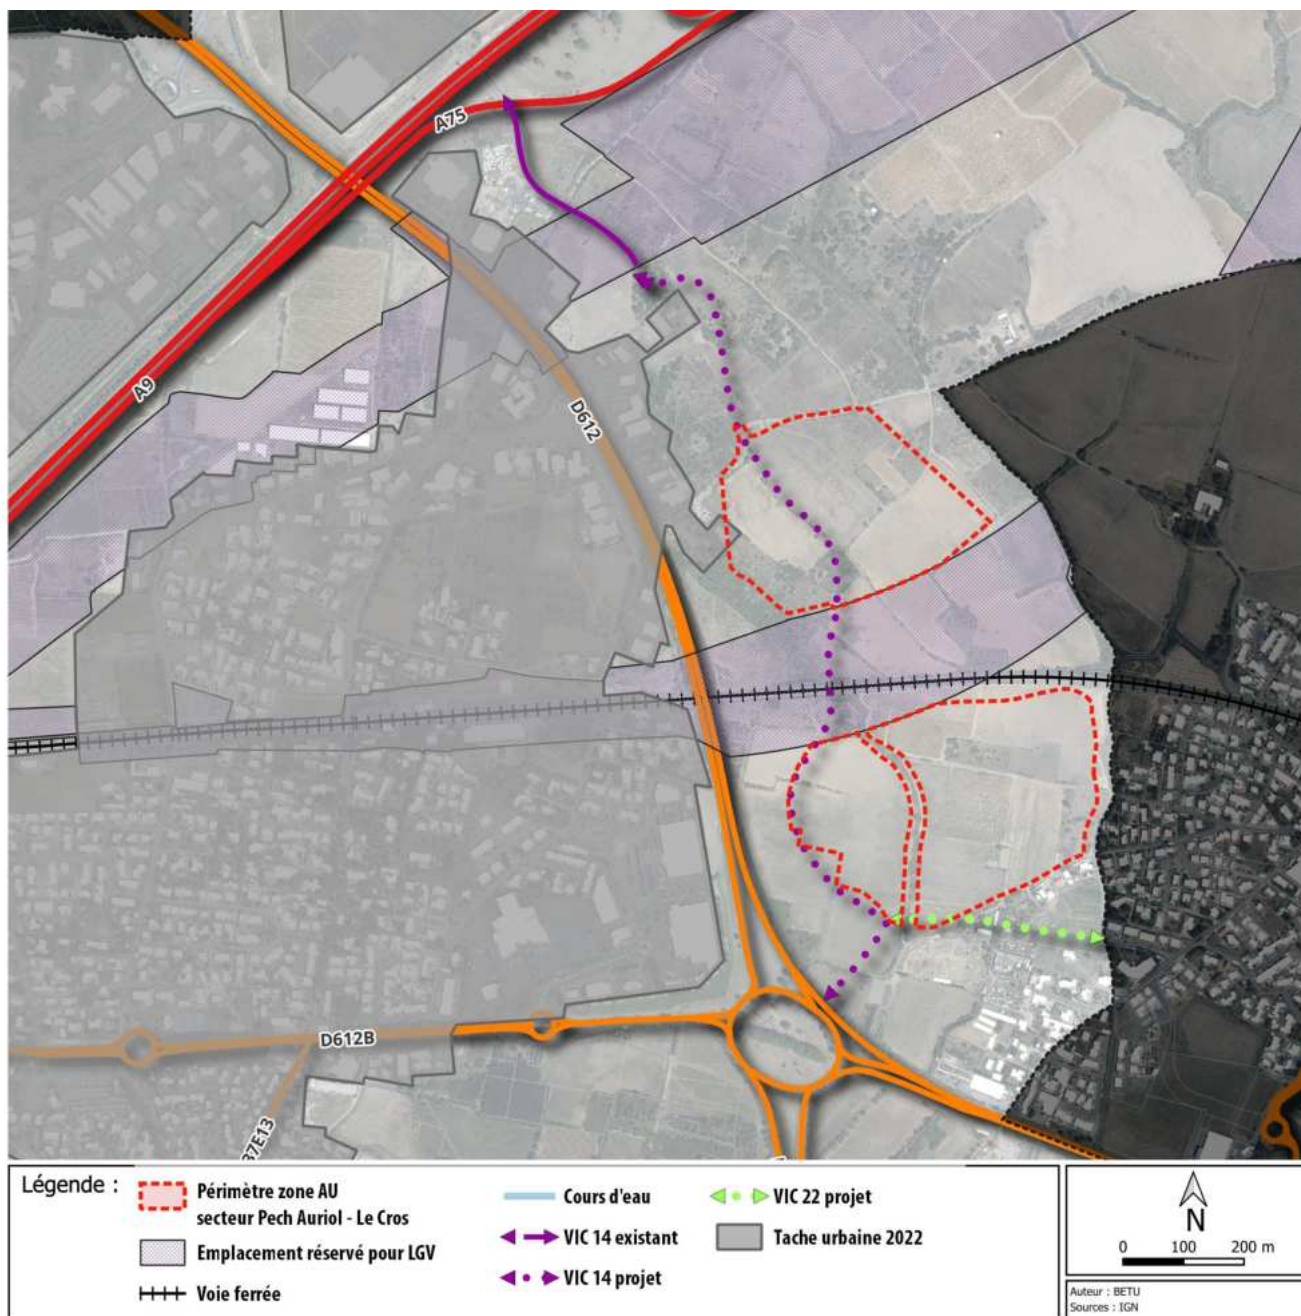 A75
A9
D612
D612B
37E13
Légende :
Périmètre zone AU
secteur Pech Auriol - Le Cros
Emplacement réservé pour LGV
Voie ferrée
Cours d'eau
VIC 14 existant
VIC 14 projet
VIC 22 projet
Tache urbaine 2022
N
0 100 200 m
Auteur : BETU
Sources : IGN